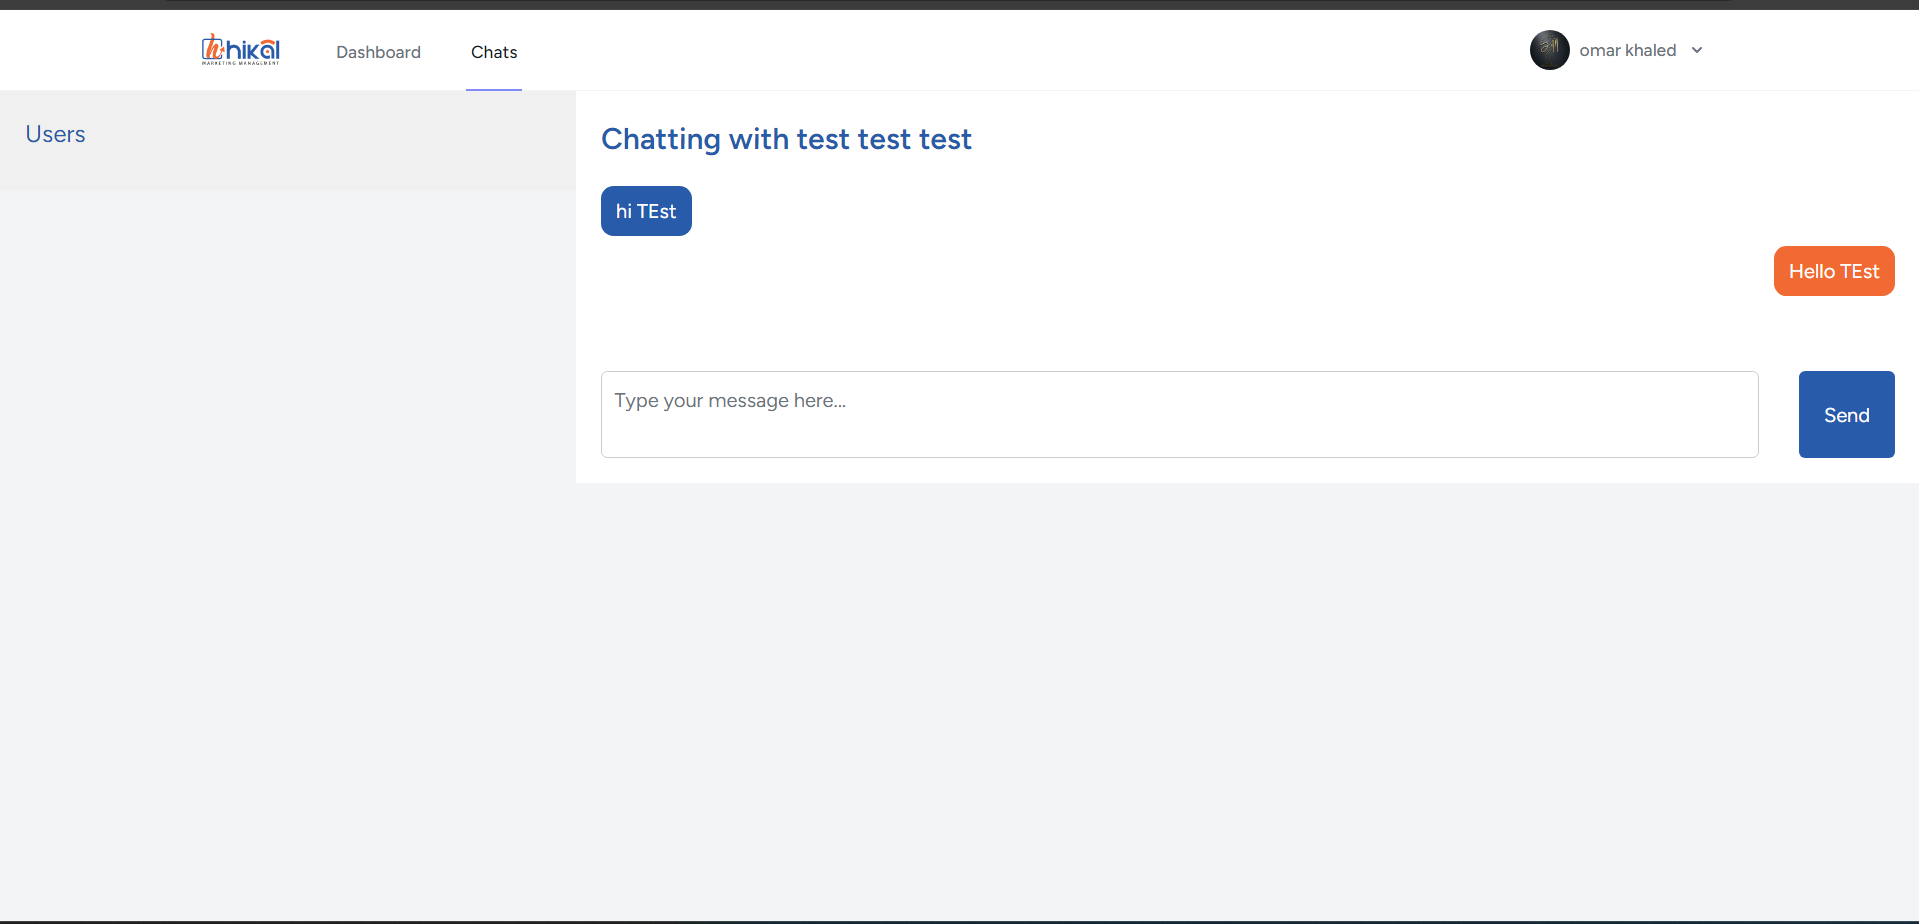 hikal
MARKETING MANAGEMENT
Dashboard
Chats
omar khaled
Users
Chatting with test test test
hi TEst
Hello TEst
Type your message here...
Send